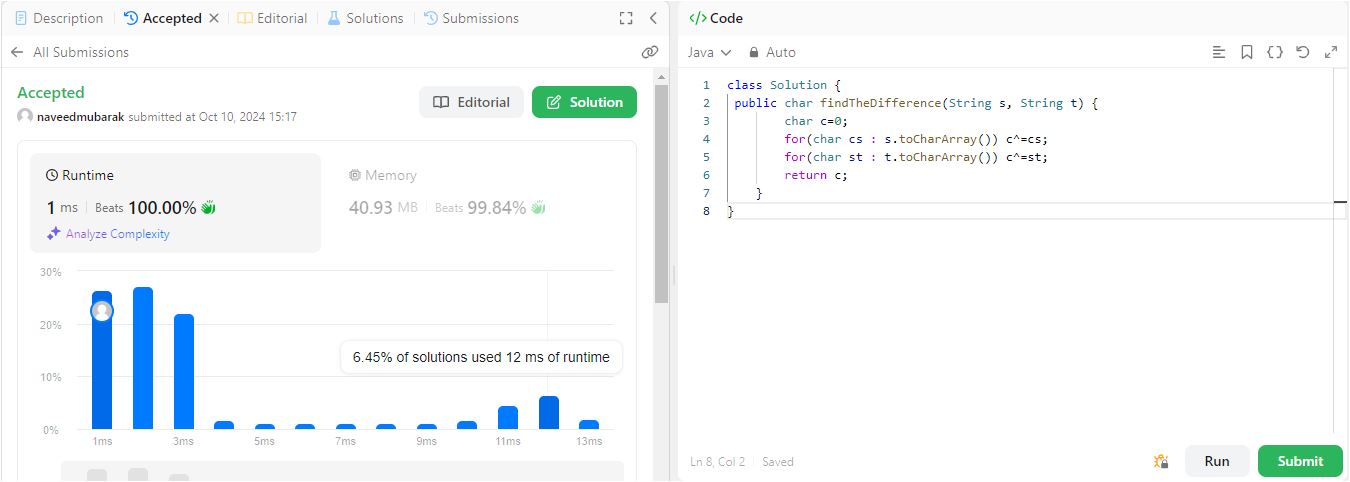 Description Accepted Editorial Solutions Submissions
All Submissions
Accepted
naveedmubarak submitted at Oct 10, 2024 15:17
Editorial
Solution
Runtime
1 ms Beats 100.00%
Analyze Complexity
Memory
40.93 MB Beats 99.84%
30%
20%
10%
0%
6.45% of solutions used 12 ms of runtime
1ms 3ms 5ms 7ms 9ms 11ms 13ms
</> Code
Java Auto
1 class Solution {
2 public char findTheDifference(String s, String t) {
3 char c=0;
4 for(char cs : s.toCharArray()) c^=cs;
5 for(char st : t.toCharArray()) c^=st;
6 return c;
7 }
8 }
Ln 8, Col 2 Saved
Run
Submit